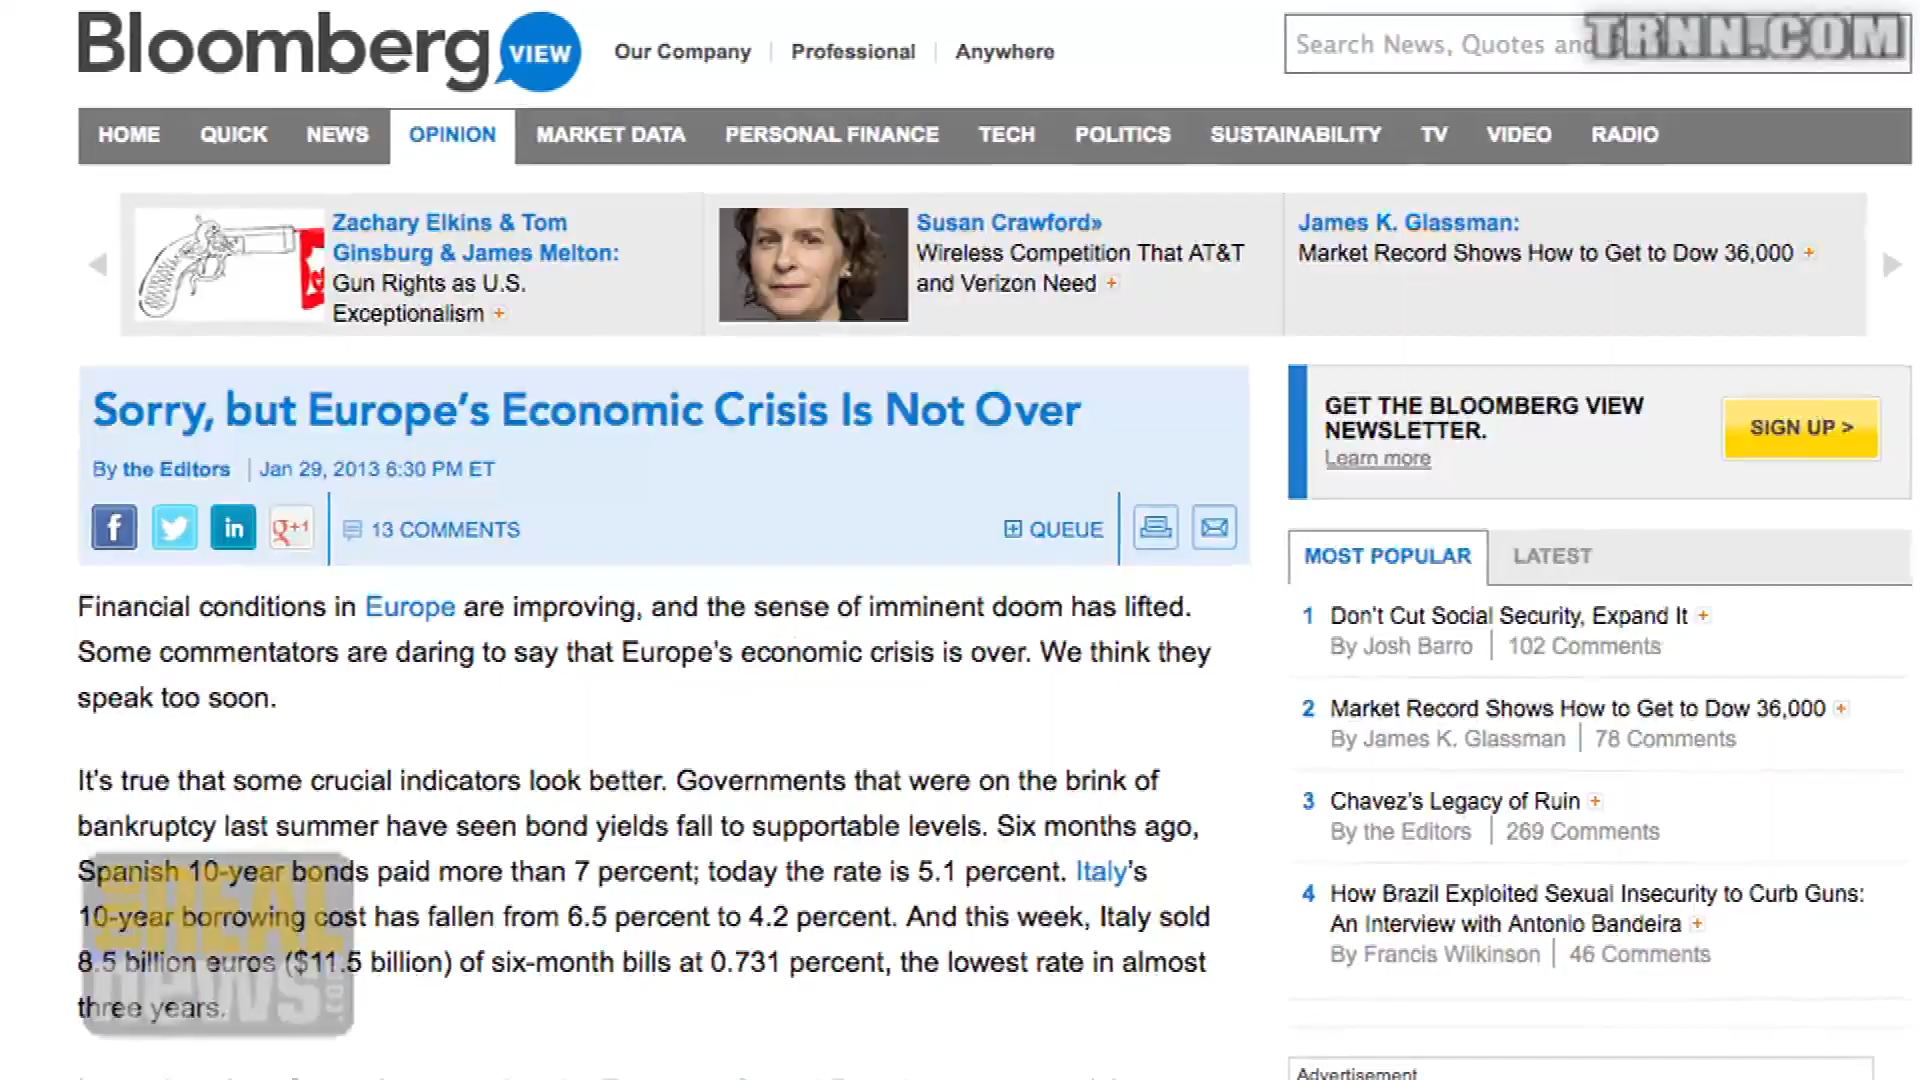 Bloomberg VIEW
Our Company Professional Anywhere
Search News, Quotes and
TRNN.COM
HOME QUICK NEWS OPINION MARKET DATA PERSONAL FINANCE TECH POLITICS SUSTAINABILITY TV VIDEO RADIO
Zachary Elkins & Tom
Ginsburg & James Melton:
Gun Rights as U.S.
Exceptionalism +
Susan Crawford»
Wireless Competition That AT&T
and Verizon Need +
James K. Glassman:
Market Record Shows How to Get to Dow 36,000 +
Sorry, but Europe's Economic Crisis Is Not Over
By the Editors Jan 29, 2013 6:30 PM ET
f in g+1 13 COMMENTS QUEUE
Financial conditions in Europe are improving, and the sense of imminent doom has lifted.
Some commentators are daring to say that Europe's economic crisis is over. We think they
speak too soon.
It's true that some crucial indicators look better. Governments that were on the brink of
bankruptcy last summer have seen bond yields fall to supportable levels. Six months ago,
Spanish 10-year bonds paid more than 7 percent; today the rate is 5.1 percent. Italy's
10-year borrowing cost has fallen from 6.5 percent to 4.2 percent. And this week, Italy sold
8.5 billion euros ($11.5 billion) of six-month bills at 0.731 percent, the lowest rate in almost
three years.
THE REAL
news.com
GET THE BLOOMBERG VIEW
NEWSLETTER.
Learn more
SIGN UP >
MOST POPULAR LATEST
1 Don't Cut Social Security, Expand It +
By Josh Barro | 102 Comments
2 Market Record Shows How to Get to Dow 36,000 +
By James K. Glassman | 78 Comments
3 Chavez's Legacy of Ruin +
By the Editors | 269 Comments
4 How Brazil Exploited Sexual Insecurity to Curb Guns:
An Interview with Antonio Bandeira +
By Francis Wilkinson | 46 Comments
Advertisement